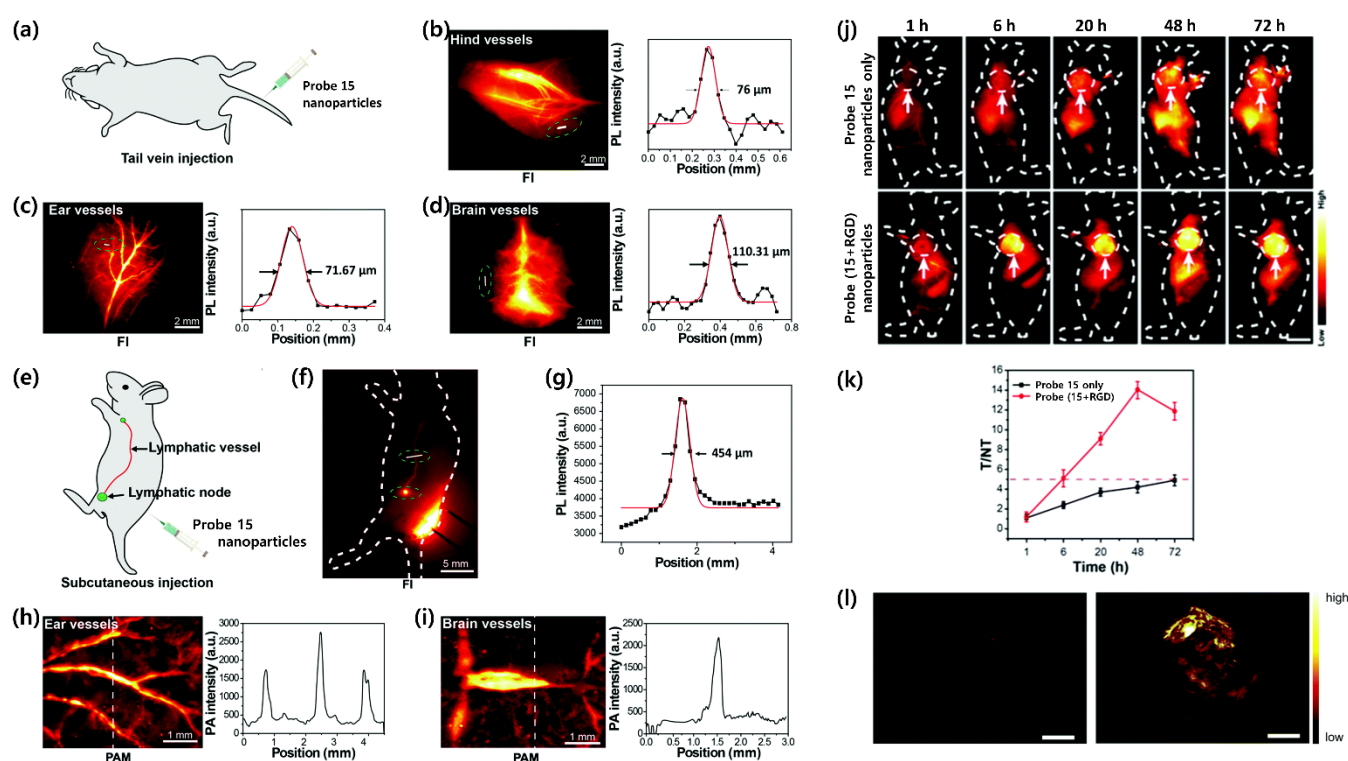 (a)
Probe 15
nanoparticles
Tail vein injection
(b)
Hind vessels
2 mm
FI
PL intensity (a.u.)
76 μm
0.0 0.1 0.2 0.3 0.4 0.5 0.6
Position (mm)
(c)
Ear vessels
2 mm
FI
PL intensity (a.u.)
71.67 μm
0.0 0.1 0.2 0.3 0.4
Position (mm)
(d)
Brain vessels
2 mm
FI
PL intensity (a.u.)
110.31 μm
0.0 0.2 0.4 0.6 0.8
Position (mm)
(e)
Lymphatic vessel
Lymphatic node
Probe 15
nanoparticles
Subcutaneous injection
(f)
5 mm
FI
(g)
PL intensity (a.u.)
7000
6500
6000
5500
5000
4500
4000
3500
3000
454 μm
0 2 4
Position (mm)
(h)
Ear vessels
1 mm
PAM
PA intensity (a.u.)
3000
2500
2000
1500
1000
500
0
0 1 2 3 4
Position (mm)
(i)
Brain vessels
1 mm
PAM
PA intensity (a.u.)
2500
2000
1500
1000
500
0
0.0 0.5 1.0 1.5 2.0 2.5 3.0
Position (mm)
(j)
1 h 6 h 20 h 48 h 72 h
Probe 15
nanoparticles only
Probe (15+RGD)
nanoparticles
High
Low
(k)
T/NT
16
14
12
10
8
6
4
2
0
Probe 15 only
Probe (15+RGD)
1 6 20 48 72
Time (h)
(l)
high
low